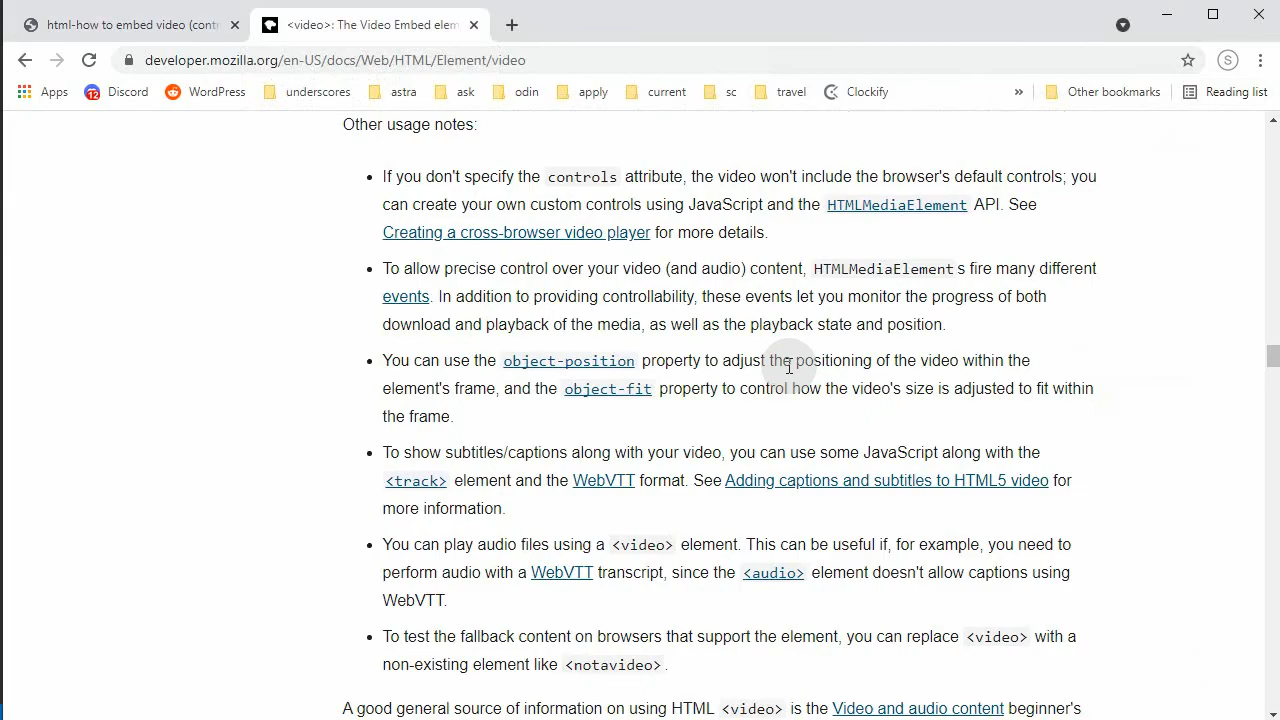 html-how to embed video (cont
<video>: The Video Embed elem
developer.mozilla.org/en-US/docs/Web/HTML/Element/video
S
Apps
12
Discord
WordPress
underscores
astra
ask
odin
apply
current
sc
travel
Clockify
»
Other bookmarks
Reading list
Other usage notes:
If you don't specify the controls attribute, the video won't include the browser's default controls; you
can create your own custom controls using JavaScript and the HTMLMediaElement API. See
Creating a cross-browser video player for more details.
To allow precise control over your video (and audio) content, HTMLMediaElements fire many different
events. In addition to providing controllability, these events let you monitor the progress of both
download and playback of the media, as well as the playback state and position.
You can use the object-position property to adjust the positioning of the video within the
element's frame, and the object-fit property to control how the video's size is adjusted to fit within
the frame.
To show subtitles/captions along with your video, you can use some JavaScript along with the
<track> element and the WebVTT format. See Adding captions and subtitles to HTML5 video for
more information.
You can play audio files using a <video> element. This can be useful if, for example, you need to
perform audio with a WebVTT transcript, since the <audio> element doesn't allow captions using
WebVTT.
To test the fallback content on browsers that support the element, you can replace <video> with a
non-existing element like <notavideo>.
A good general source of information on using HTML <video> is the Video and audio content beginner's